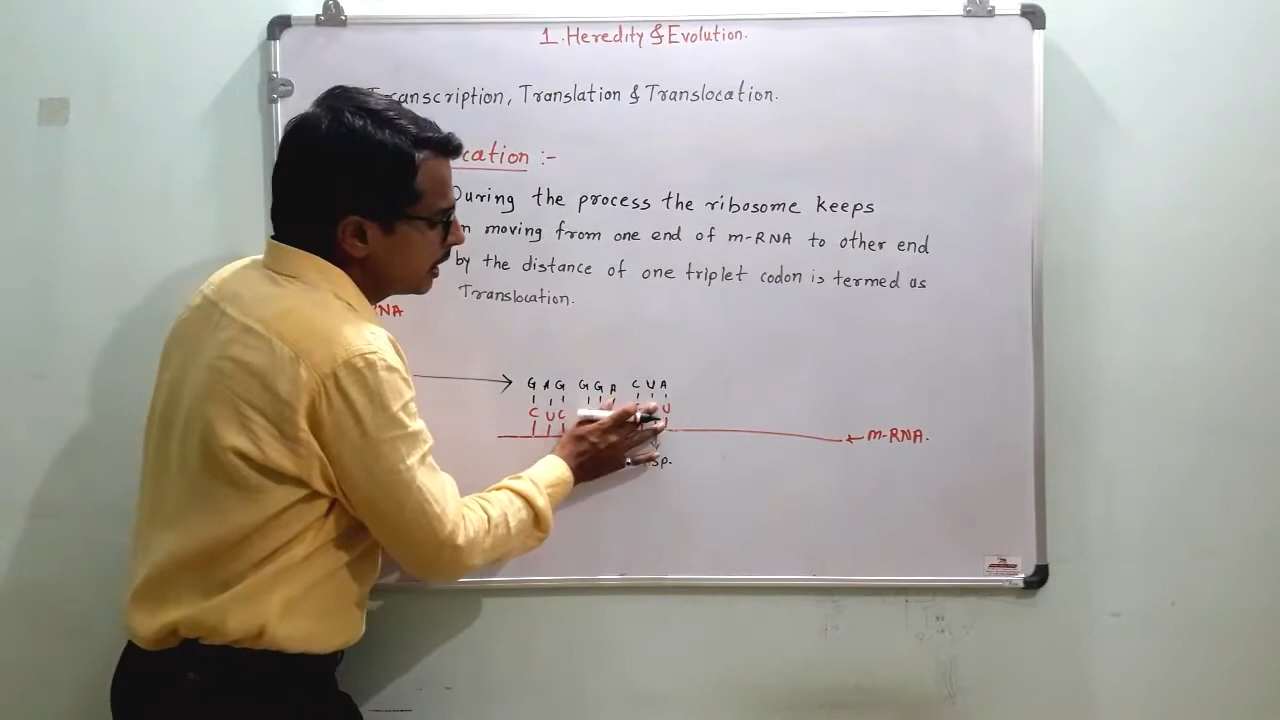 1. Heredity & Evolution.
Transcription, Translation & Translocation.
cation :-
During the process the ribosome keeps
n moving from one end of m-RNA to other end
by the distance of one triplet codon is termed as
Translocation.
RNA
G A G G G A C U A
C U C U
m-RNA.
sp.